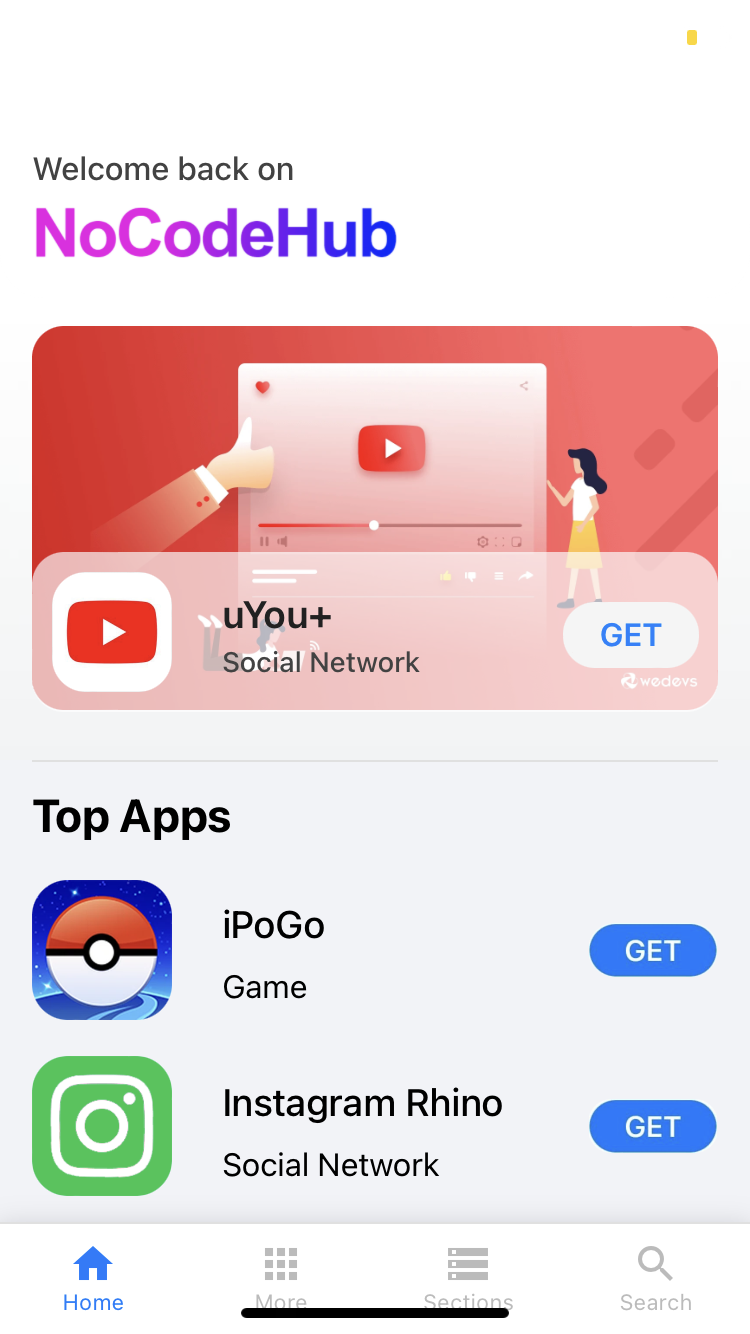 Welcome back on
NoCodeHub
uYou+
Social Network
GET
wedevs
Top Apps
iPoGo
Game
GET
Instagram Rhino
Social Network
GET
Home
More
Sections
Search